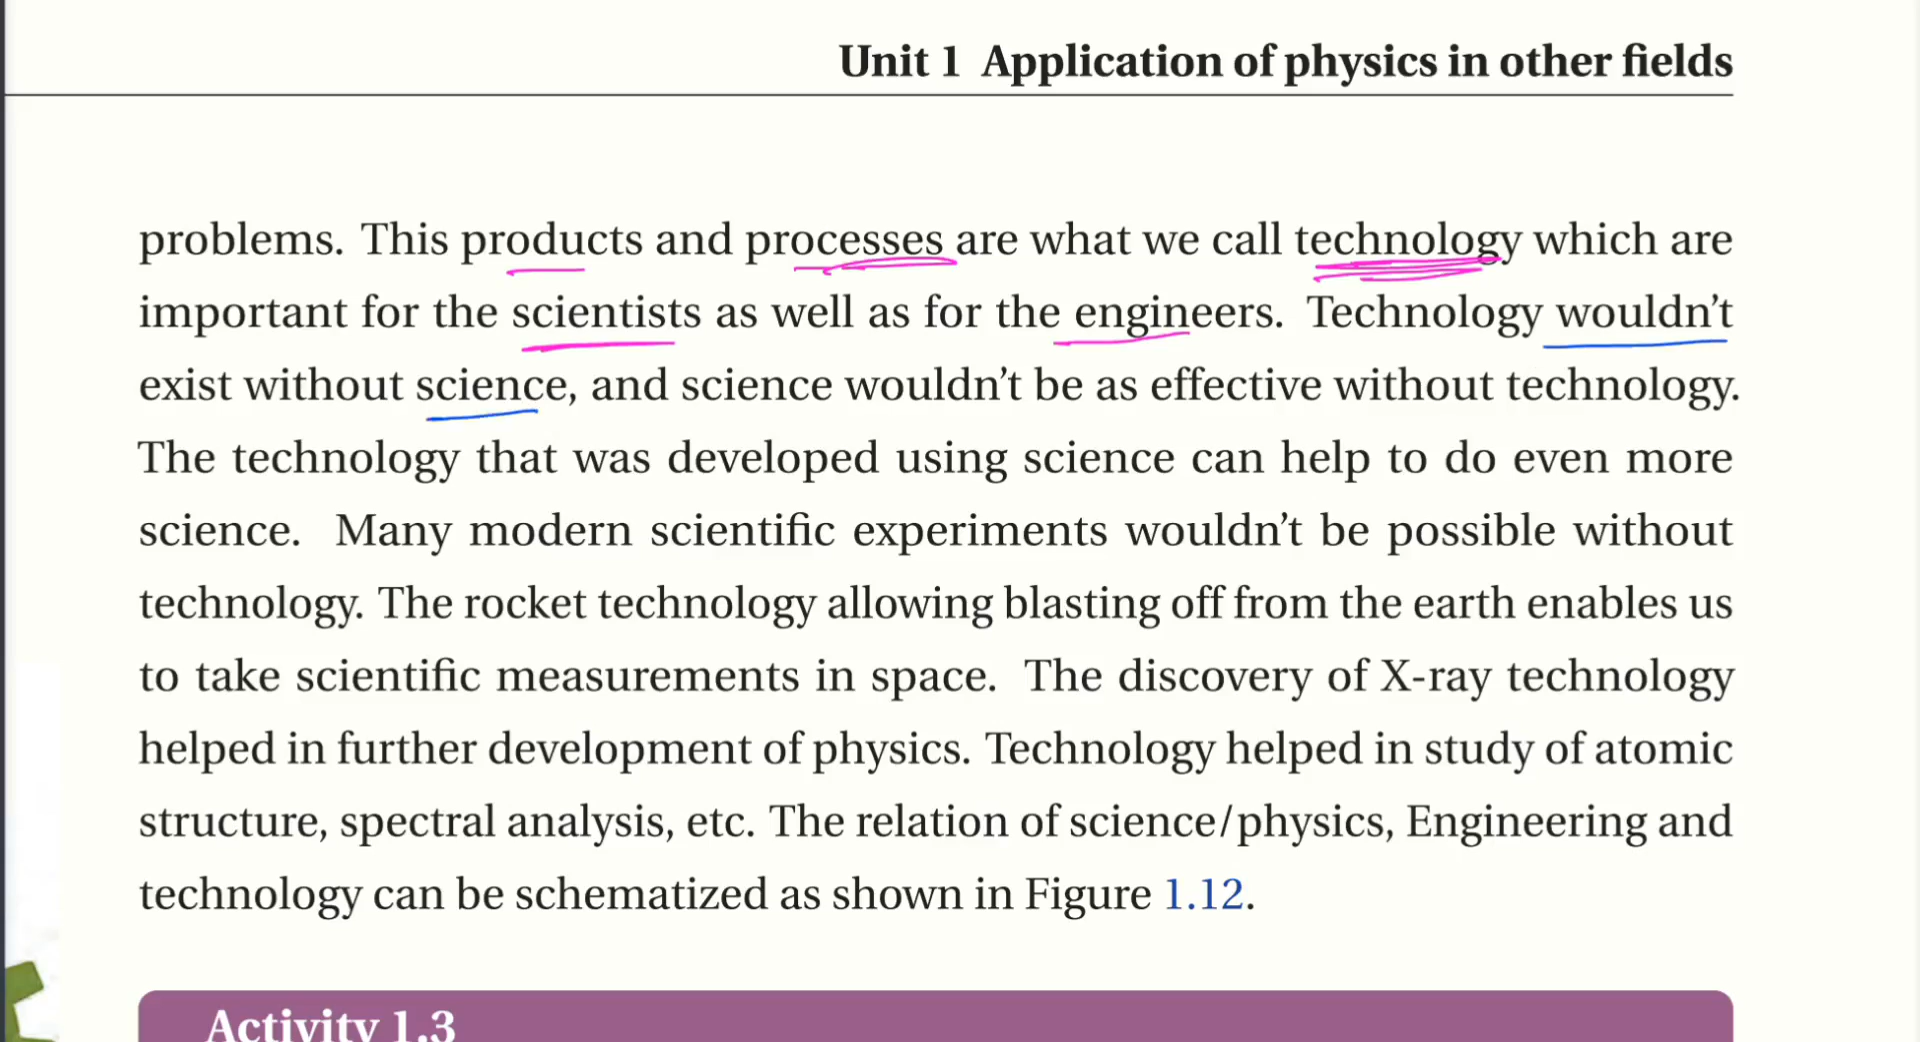 Unit 1 Application of physics in other fields
problems. This products and processes are what we call technology which are
important for the scientists as well as for the engineers. Technology wouldn't
exist without science, and science wouldn't be as effective without technology.
The technology that was developed using science can help to do even more
science. Many modern scientific experiments wouldn't be possible without
technology. The rocket technology allowing blasting off from the earth enables us
to take scientific measurements in space. The discovery of X-ray technology
helped in further development of physics. Technology helped in study of atomic
structure, spectral analysis, etc. The relation of science/physics, Engineering and
technology can be schematized as shown in Figure 1.12.
Activity 1.3